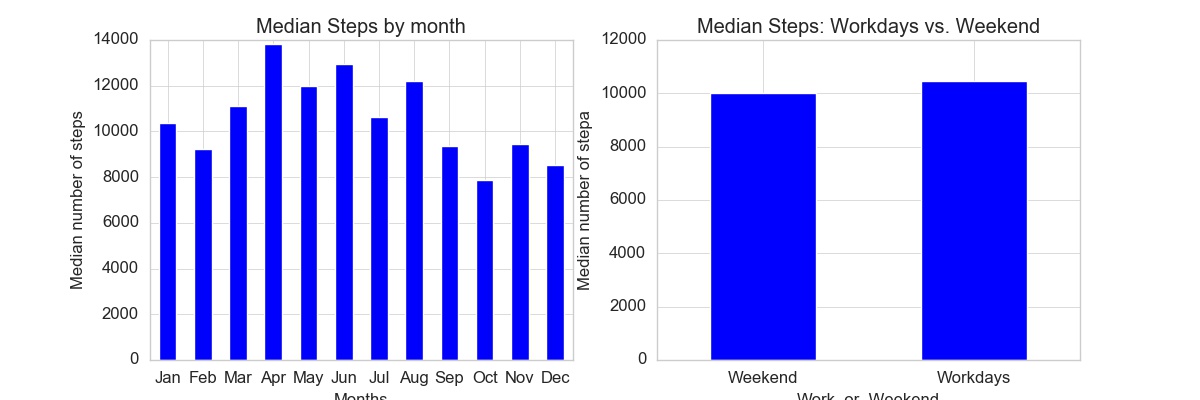 Median Steps by month
Median number of steps
14000
12000
10000
8000
6000
4000
2000
0
Jan Feb Mar Apr May Jun Jul Aug Sep Oct Nov Dec
Months
Median Steps: Workdays vs. Weekend
Median number of stepa
12000
10000
8000
6000
4000
2000
0
Weekend Workdays
Work_or_Weekend